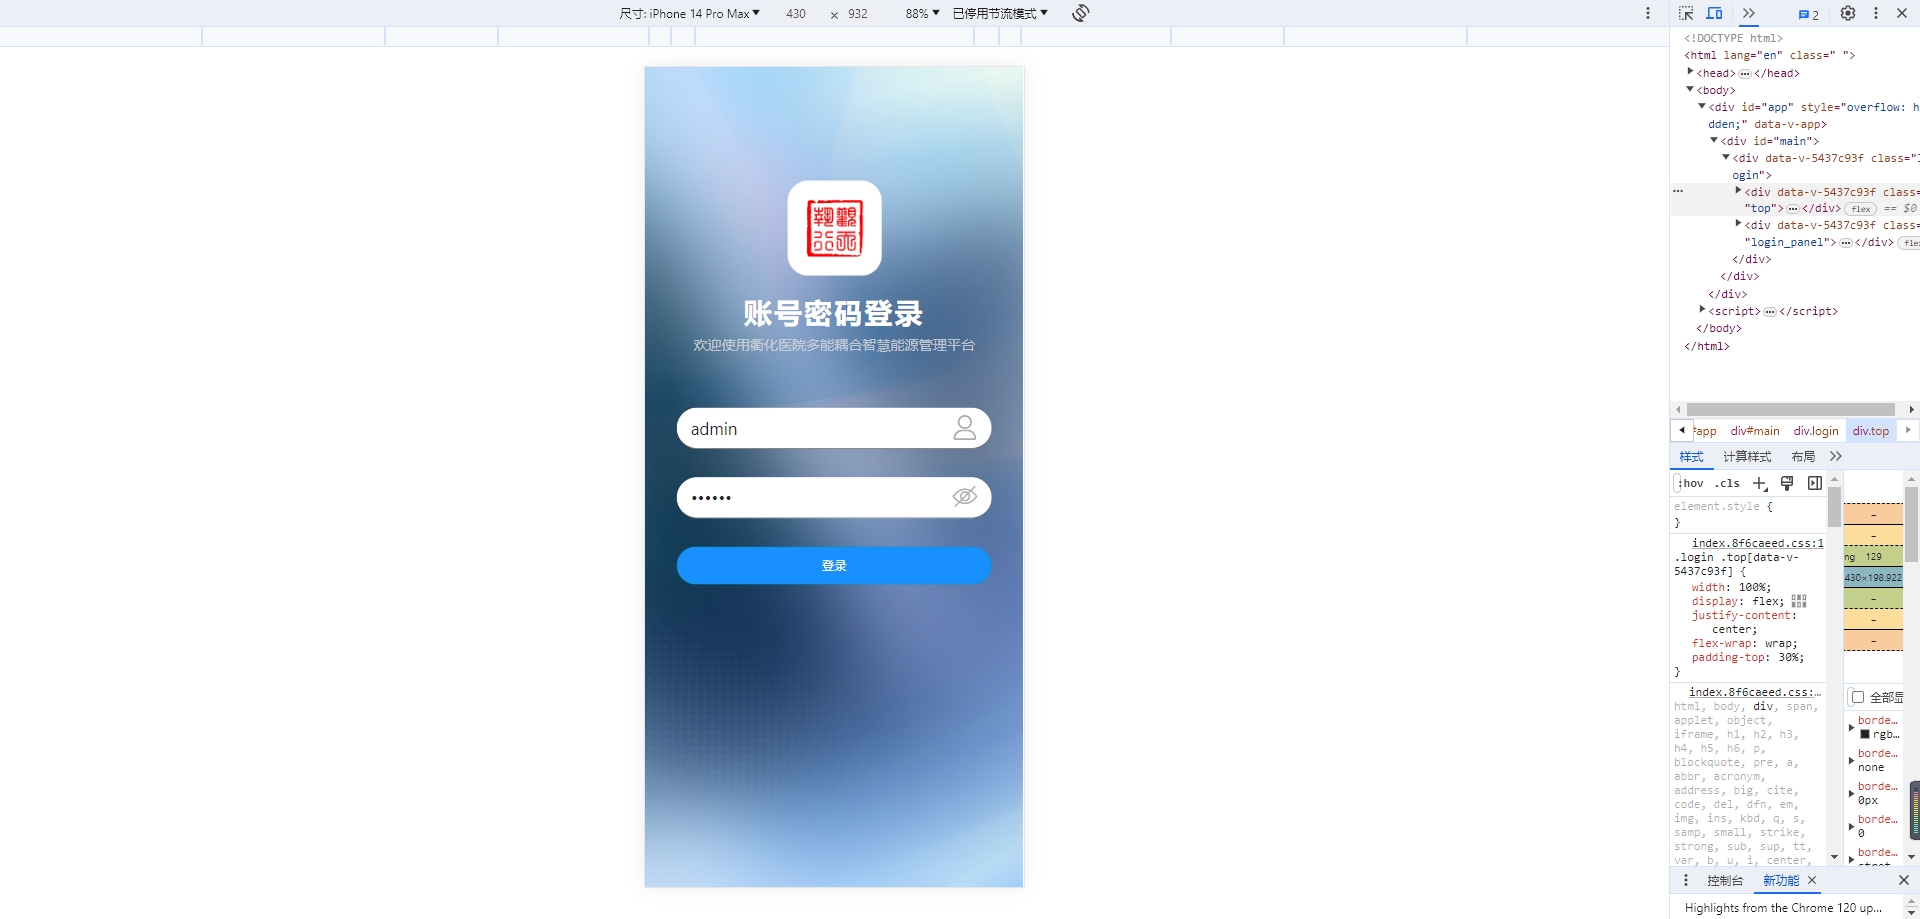 尺寸: iPhone 14 Pro Max 430 × 932 88% 已停用节流模式
账号密码登录
欢迎使用衢化医院多能耦合智慧能源管理平台
admin
••••••
登录
2
<!DOCTYPE html>
<html lang="en" class=" ">
<head> ••• </head>
<body>
<div id="app" style="overflow: h
dden;" data-v-app>
<div id="main">
<div data-v-5437c93f class="l
ogin">
<div data-v-5437c93f class=
"top"> ••• </div> flex == $0
<div data-v-5437c93f class=
"login_panel"> ••• </div> fle
</div>
</div>
</div>
<script> ••• </script>
</body>
</html>
#app div#main div.login div.top
样式 计算样式 布局
:hov .cls
element.style {
}
index.8f6caeed.css:1
.login .top[data-v-
5437c93f] {
width: 100%;
display: flex;
justify-content:
center;
flex-wrap: wrap;
padding-top: 30%;
}
index.8f6caeed.css:…
html, body, div, span,
applet, object,
iframe, h1, h2, h3,
h4, h5, h6, p,
blockquote, pre, a,
abbr, acronym,
address, big, cite,
code, del, dfn, em,
img, ins, kbd, q, s,
samp, small, strike,
strong, sub, sup, tt,
var, b, u, i, center,
–
–
ng 129
430×198.922
–
–
–
全部显
borde…
rgb…
borde…
none
borde…
0px
borde…
0
borde…
控制台 新功能
Highlights from the Chrome 120 up...